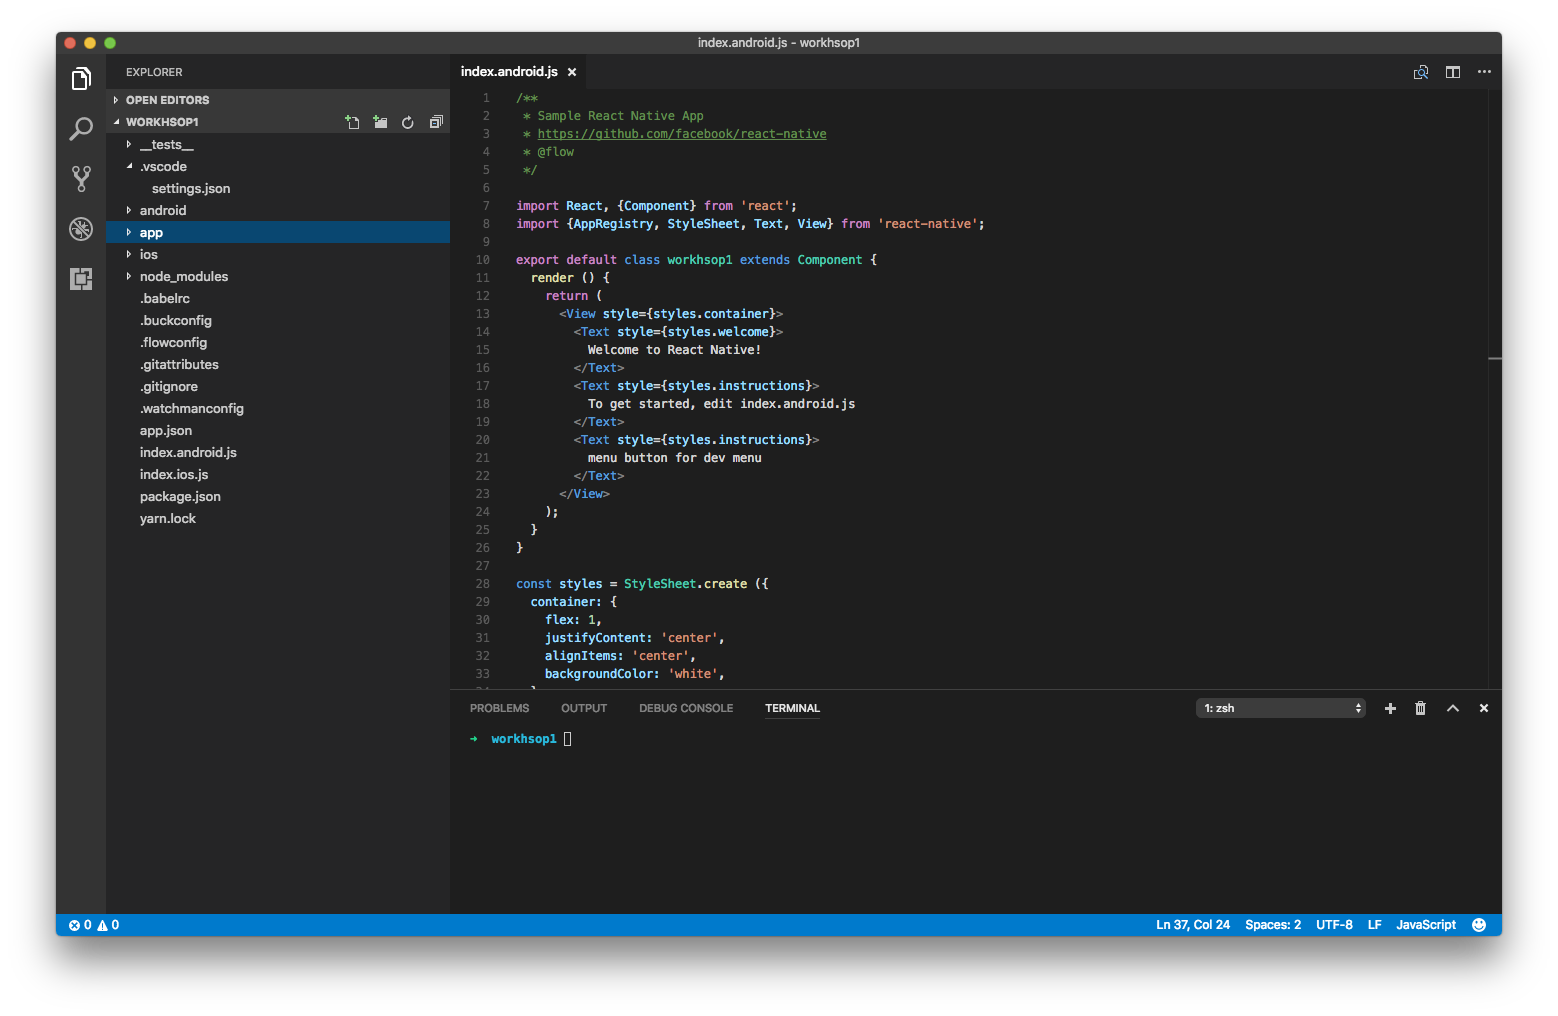 index.android.js - workhsop1
EXPLORER
OPEN EDITORS
WORKHSOP1
__tests__
.vscode
settings.json
android
app
ios
node_modules
.babelrc
.buckconfig
.flowconfig
.gitattributes
.gitignore
.watchmanconfig
app.json
index.android.js
index.ios.js
package.json
yarn.lock
index.android.js ×
1 /**
2  * Sample React Native App
3  * https://github.com/facebook/react-native
4  * @flow
5  */
6
7 import React, {Component} from 'react';
8 import {AppRegistry, StyleSheet, Text, View} from 'react-native';
9
10 export default class workhsop1 extends Component {
11   render () {
12     return (
13       <View style={styles.container}>
14         <Text style={styles.welcome}>
15           Welcome to React Native!
16         </Text>
17         <Text style={styles.instructions}>
18           To get started, edit index.android.js
19         </Text>
20         <Text style={styles.instructions}>
21           menu button for dev menu
22         </Text>
23       </View>
24     );
25   }
26 }
27
28 const styles = StyleSheet.create ({
29   container: {
30     flex: 1,
31     justifyContent: 'center',
32     alignItems: 'center',
33     backgroundColor: 'white',
PROBLEMS OUTPUT DEBUG CONSOLE TERMINAL 1: zsh
➜ workhsop1
0 0 Ln 37, Col 24 Spaces: 2 UTF-8 LF JavaScript